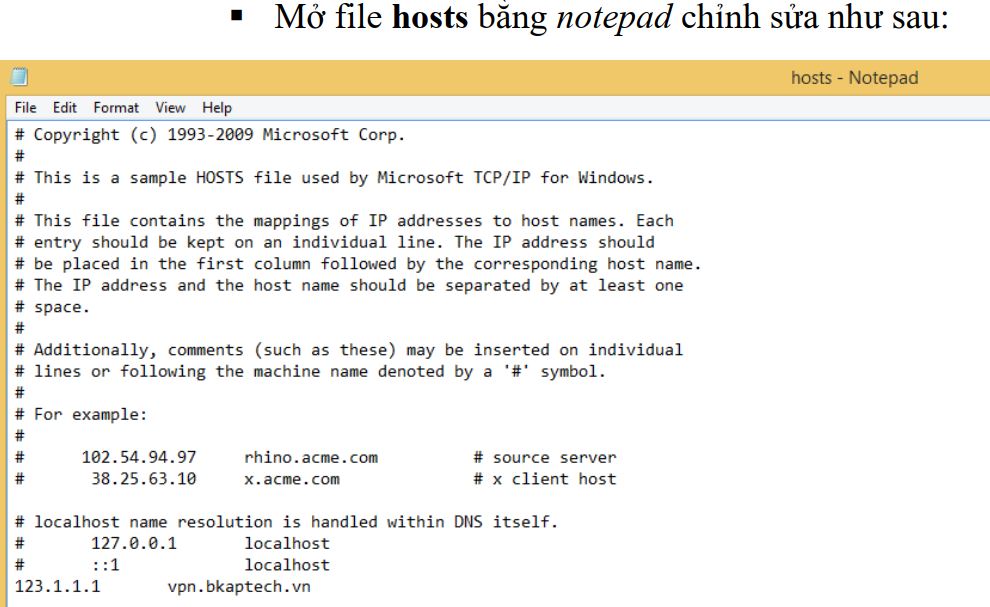 ▪ Mở file hosts bằng notepad chỉnh sửa như sau:
hosts - Notepad
File Edit Format View Help
# Copyright (c) 1993-2009 Microsoft Corp.
#
# This is a sample HOSTS file used by Microsoft TCP/IP for Windows.
#
# This file contains the mappings of IP addresses to host names. Each
# entry should be kept on an individual line. The IP address should
# be placed in the first column followed by the corresponding host name.
# The IP address and the host name should be separated by at least one
# space.
#
# Additionally, comments (such as these) may be inserted on individual
# lines or following the machine name denoted by a '#' symbol.
#
# For example:
#
#      102.54.94.97     rhino.acme.com          # source server
#       38.25.63.10     x.acme.com              # x client host

# localhost name resolution is handled within DNS itself.
#       127.0.0.1       localhost
#       ::1             localhost
123.1.1.1       vpn.bkaptech.vn